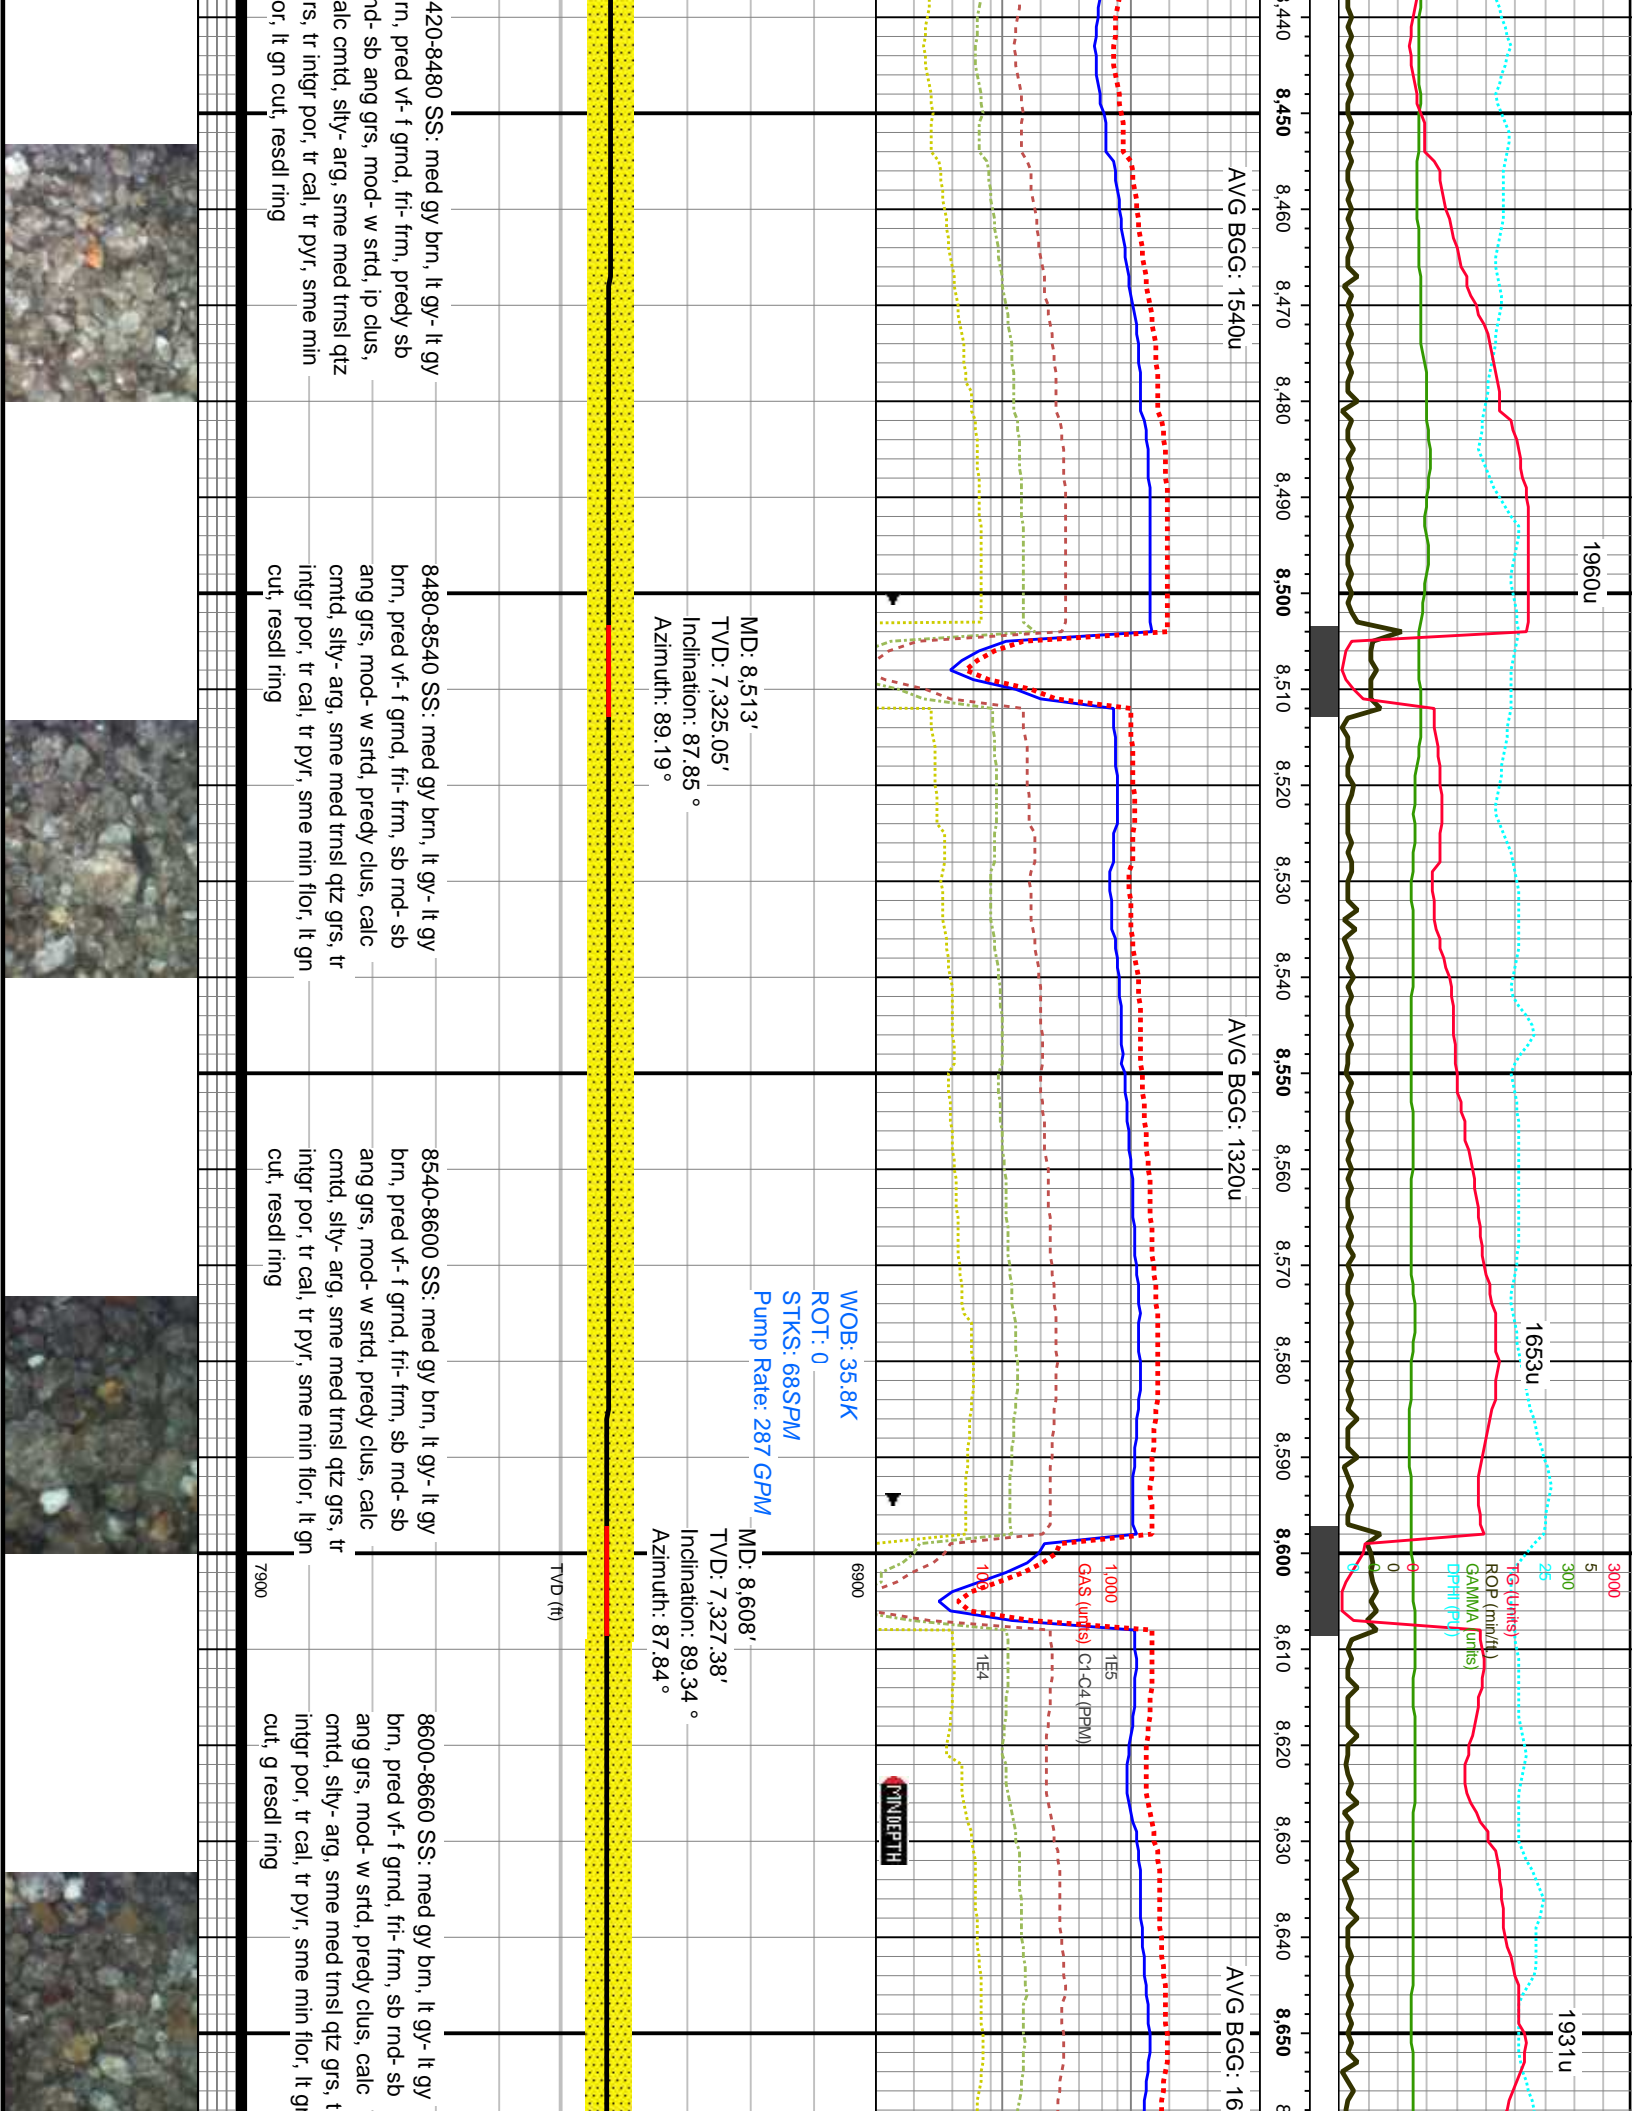 8,440
8,450
8,460
8,470
8,480
8,490
8,500
8,510
8,520
8,530
8,540
8,550
8,560
8,570
8,580
8,590
8,600
8,610
8,620
8,630
8,640
8,650
1960u
1653u
1931u
3000
5
300
25
TG (Units)
ROP (min/ft)
GAMMA (units)
0
0
AVG BGG: 1540u
AVG BGG: 1320u
AVG BGG: 16
1,000
1E5
GAS (units) C1-C4 (PPM)
100
1E4
WOB: 35.8K
ROT: 0
STKS: 68SPM
Pump Rate: 287 GPM
6900
TVD (ft)
7900
MD: 8,513'
TVD: 7,325.05'
Inclination: 87.85 °
Azimuth: 89.19°
MD: 8,608'
TVD: 7,327.38'
Inclination: 89.34 °
Azimuth: 87.84°
MN DEPTH
420-8480 SS: med gy brn, lt gy- lt gy
rn, pred vf- f grnd, fri- frm, predy sb
nd- sb ang grs, mod- w srtd, ip clus,
alc cmtd, slty- arg, sme med trnsl qtz
rs, tr intgr por, tr cal, tr pyr, sme min
or, lt gn cut, resdl ring
8480-8540 SS: med gy brn, lt gy- lt gy
brn, pred vf- f grnd, fri- frm, sb rnd- sb
ang grs, mod- w srtd, predy clus, calc
cmtd, slty- arg, sme med trnsl qtz grs, tr
intgr por, tr cal, tr pyr, sme min flor, lt gn
cut, resdl ring
8540-8600 SS: med gy brn, lt gy- lt gy
brn, pred vf- f grnd, fri- frm, sb rnd- sb
ang grs, mod- w srtd, predy clus, calc
cmtd, slty- arg, sme med trnsl qtz grs, tr
intgr por, tr cal, tr pyr, sme min flor, lt gn
cut, resdl ring
8600-8660 SS: med gy brn, lt gy- lt gy
brn, pred vf- f grnd, fri- frm, sb rnd- sb
ang grs, mod- w srtd, predy clus, calc
cmtd, slty- arg, sme med trnsl qtz grs, t
intgr por, tr cal, tr pyr, sme min flor, lt g
cut, g resdl ring